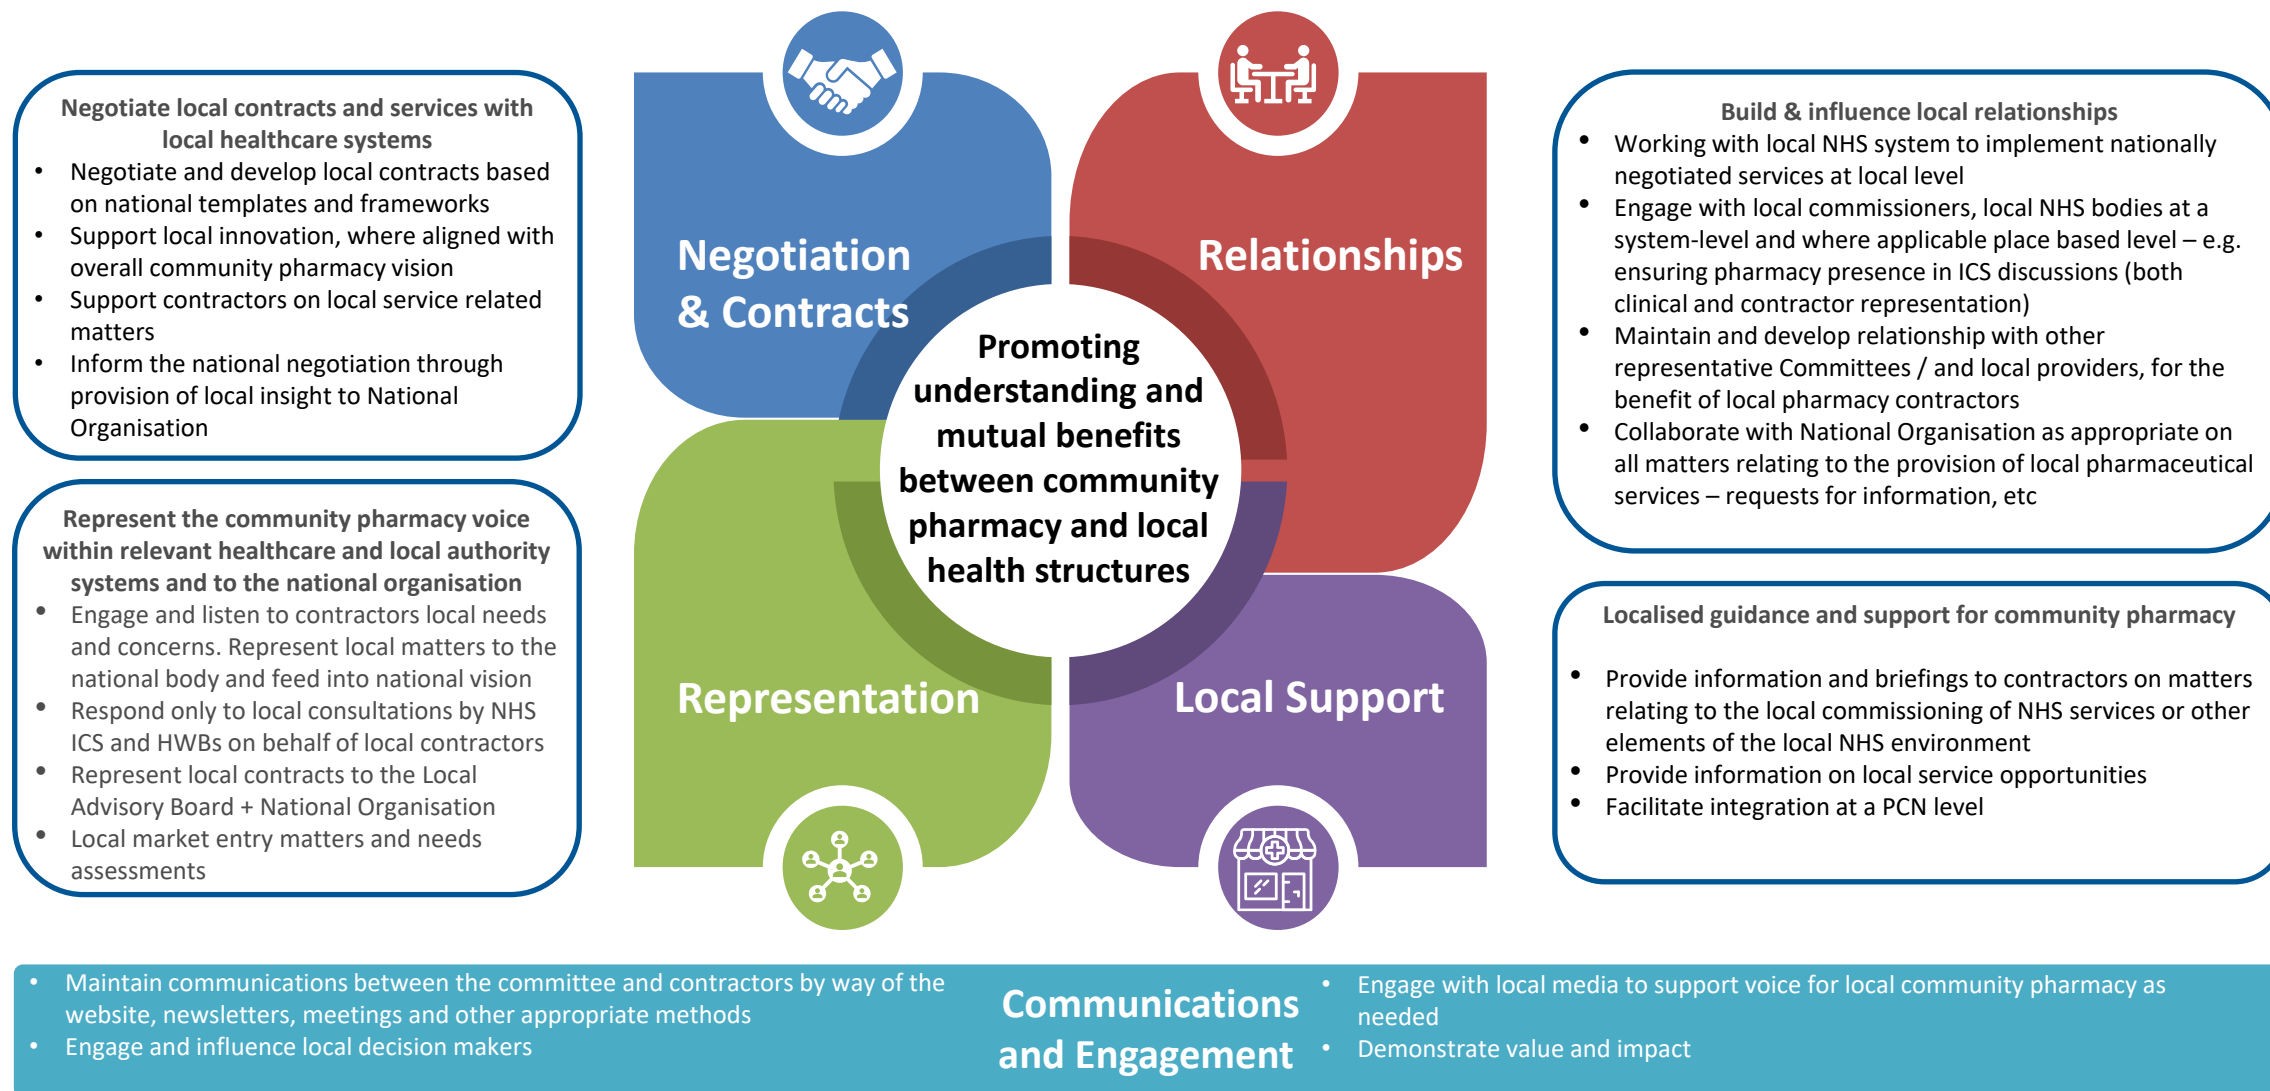 Negotiate local contracts and services with
local healthcare systems
• Negotiate and develop local contracts based
on national templates and frameworks
• Support local innovation, where aligned with
overall community pharmacy vision
• Support contractors on local service related
matters
• Inform the national negotiation through
provision of local insight to National
Organisation
Represent the community pharmacy voice
within relevant healthcare and local authority
systems and to the national organisation
• Engage and listen to contractors local needs
and concerns. Represent local matters to the
national body and feed into national vision
• Respond only to local consultations by NHS
ICS and HWBs on behalf of local contractors
• Represent local contracts to the Local
Advisory Board + National Organisation
• Local market entry matters and needs
assessments
Negotiation
& Contracts
Relationships
Promoting
understanding and
mutual benefits
between community
pharmacy and local
health structures
Representation
Local Support
Build & influence local relationships
• Working with local NHS system to implement nationally
negotiated services at local level
• Engage with local commissioners, local NHS bodies at a
system-level and where applicable place based level – e.g.
ensuring pharmacy presence in ICS discussions (both
clinical and contractor representation)
• Maintain and develop relationship with other
representative Committees / and local providers, for the
benefit of local pharmacy contractors
• Collaborate with National Organisation as appropriate on
all matters relating to the provision of local pharmaceutical
services – requests for information, etc
Localised guidance and support for community pharmacy
• Provide information and briefings to contractors on matters
relating to the local commissioning of NHS services or other
elements of the local NHS environment
• Provide information on local service opportunities
• Facilitate integration at a PCN level
• Maintain communications between the committee and contractors by way of the
website, newsletters, meetings and other appropriate methods
• Engage and influence local decision makers
Communications
and Engagement
• Engage with local media to support voice for local community pharmacy as
needed
• Demonstrate value and impact